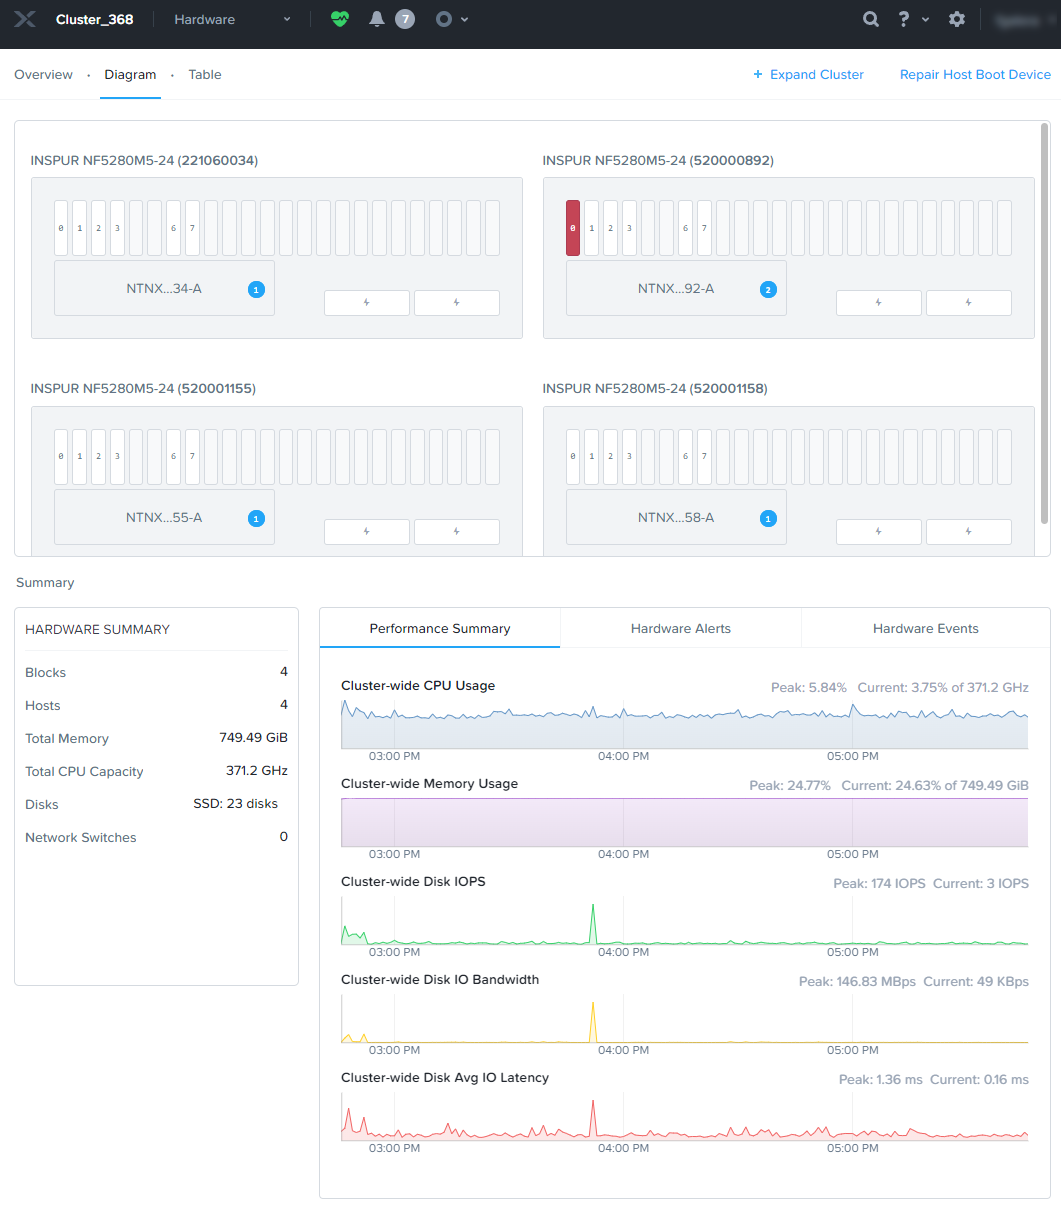 Cluster_368 Hardware 7 ?
Overview · Diagram · Table + Expand Cluster Repair Host Boot Device
INSPUR NF5280M5-24 (221060034) INSPUR NF5280M5-24 (520000892)
0 1 2 3 6 7 0 1 2 3 6 7
NTNX...34-A 1 NTNX...92-A 2
INSPUR NF5280M5-24 (520001155) INSPUR NF5280M5-24 (520001158)
0 1 2 3 6 7 0 1 2 3 6 7
NTNX...55-A 1 NTNX...58-A 1
Summary
HARDWARE SUMMARY
Blocks 4
Hosts 4
Total Memory 749.49 GiB
Total CPU Capacity 371.2 GHz
Disks SSD: 23 disks
Network Switches 0
Performance Summary Hardware Alerts Hardware Events
Cluster-wide CPU Usage Peak: 5.84% Current: 3.75% of 371.2 GHz
03:00 PM 04:00 PM 05:00 PM
Cluster-wide Memory Usage Peak: 24.77% Current: 24.63% of 749.49 GiB
03:00 PM 04:00 PM 05:00 PM
Cluster-wide Disk IOPS Peak: 174 IOPS Current: 3 IOPS
03:00 PM 04:00 PM 05:00 PM
Cluster-wide Disk IO Bandwidth Peak: 146.83 MBps Current: 49 KBps
03:00 PM 04:00 PM 05:00 PM
Cluster-wide Disk Avg IO Latency Peak: 1.36 ms Current: 0.16 ms
03:00 PM 04:00 PM 05:00 PM